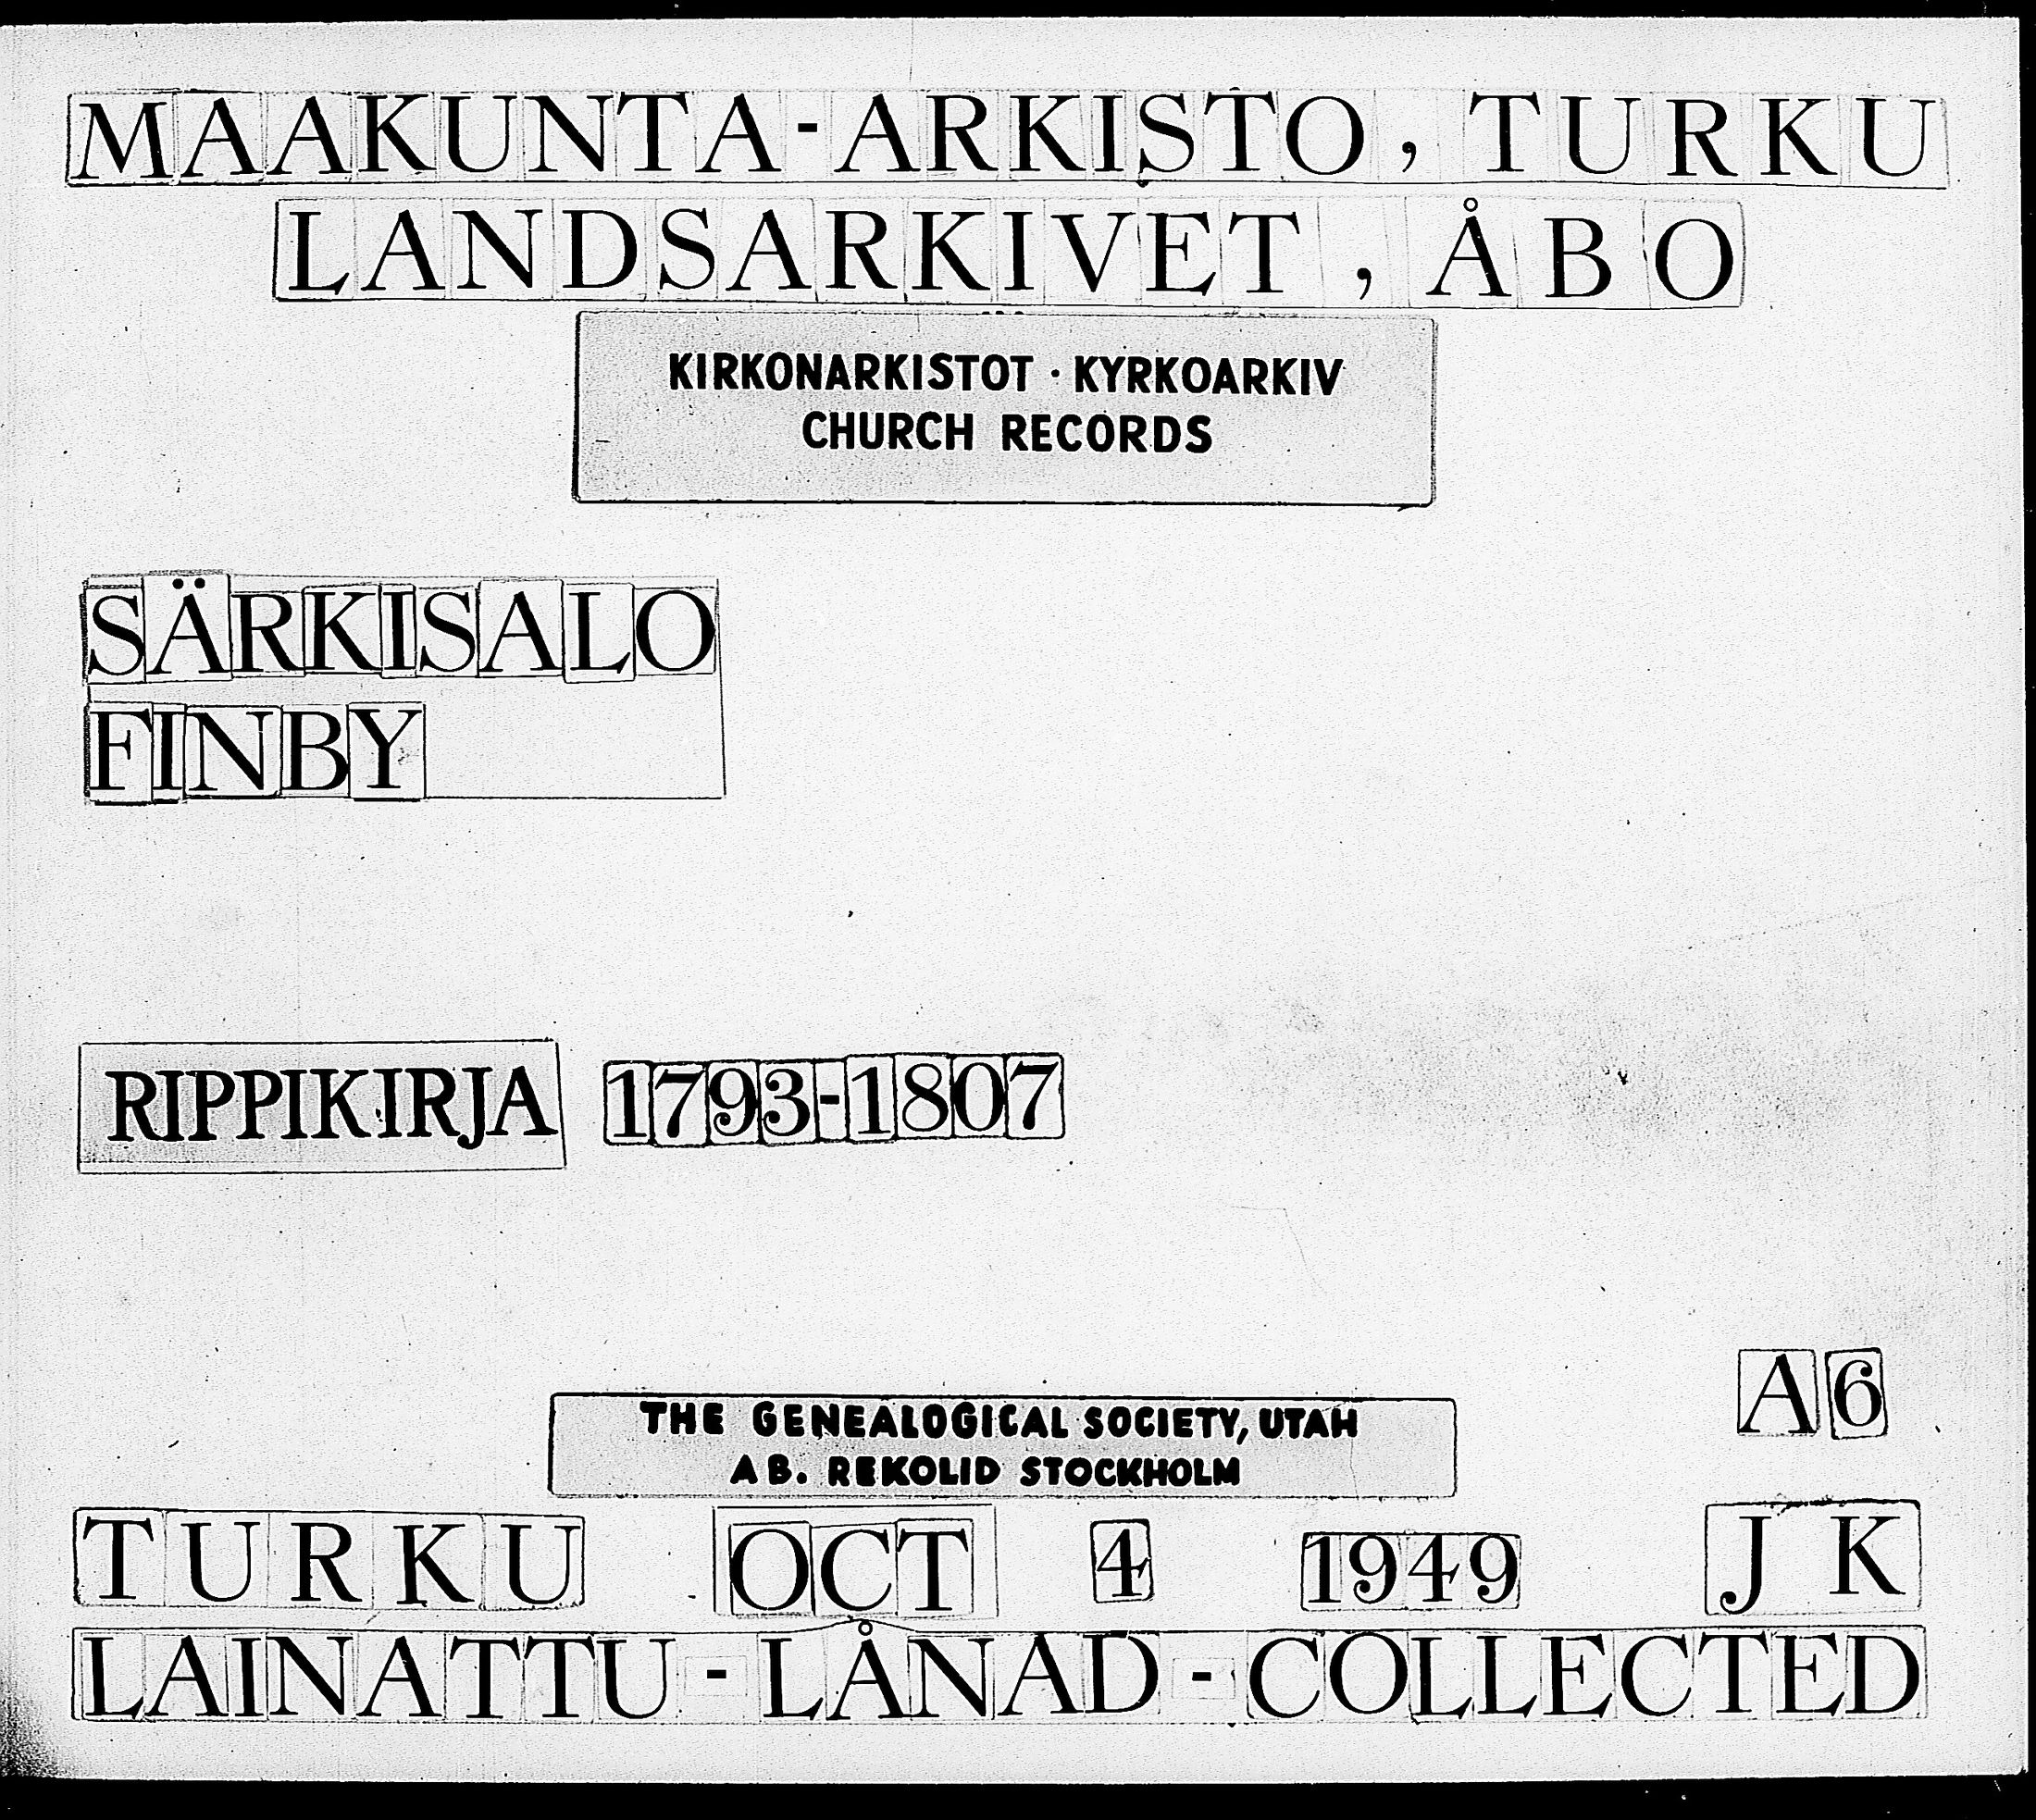 MAAKUNTA-ARKISTO, TURKU
LANDSARKIVET, ÅBO
KIRKONARKISTOT · KYRKOARKIV
CHURCH RECORDS
SÄRKISALO
FINBY
RIPPIKIRJA 1793-1807
A6
THE GENEALOGICAL SOCIETY, UTAH
AB. REKOLID STOCKHOLM
TURKU OCT 4 1949 JK
LAINATTU - LÅNAD - COLLECTED